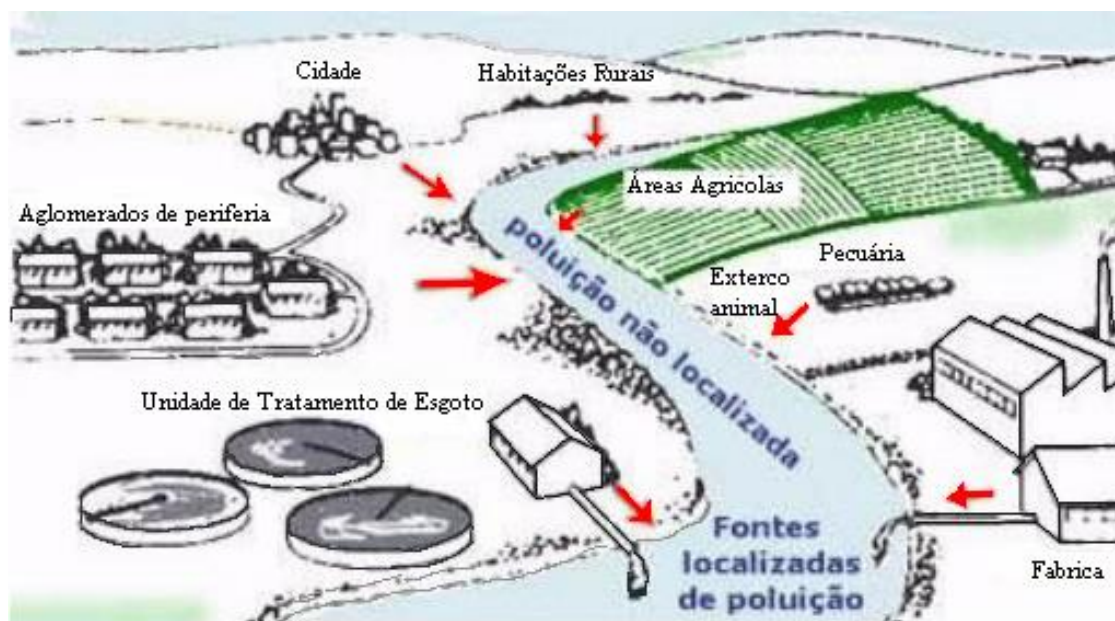 Cidade
Habitações Rurais
Áreas Agricolas
Aglomerados de periferia
poluição não localizada
Pecuária
Exterco
animal
Unidade de Tratamento de Esgoto
Fontes
localizadas
de poluição
Fabrica